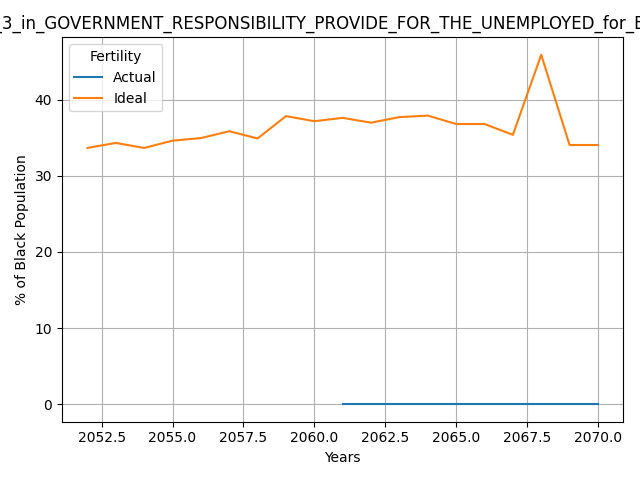 _3_in_GOVERNMENT_RESPONSIBILITY_PROVIDE_FOR_THE_UNEMPLOYED_for_
Fertility
Actual
Ideal
% of Black Population
40
30
20
10
0
2052.5 2055.0 2057.5 2060.0 2062.5 2065.0 2067.5 2070.0
Years